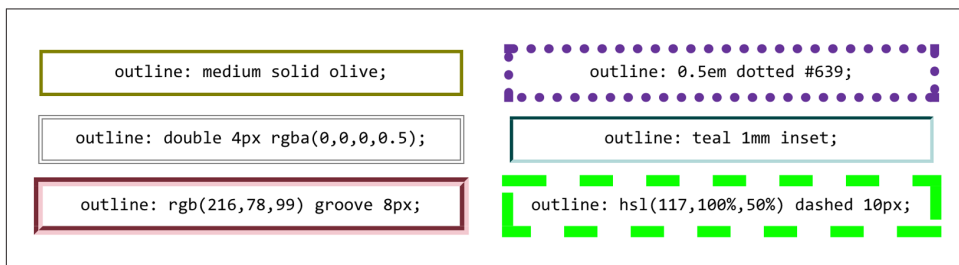 outline: medium solid olive;
outline: 0.5em dotted #639;
outline: double 4px rgba(0,0,0,0.5);
outline: teal 1mm inset;
outline: rgb(216,78,99) groove 8px;
outline: hsl(117,100%,50%) dashed 10px;